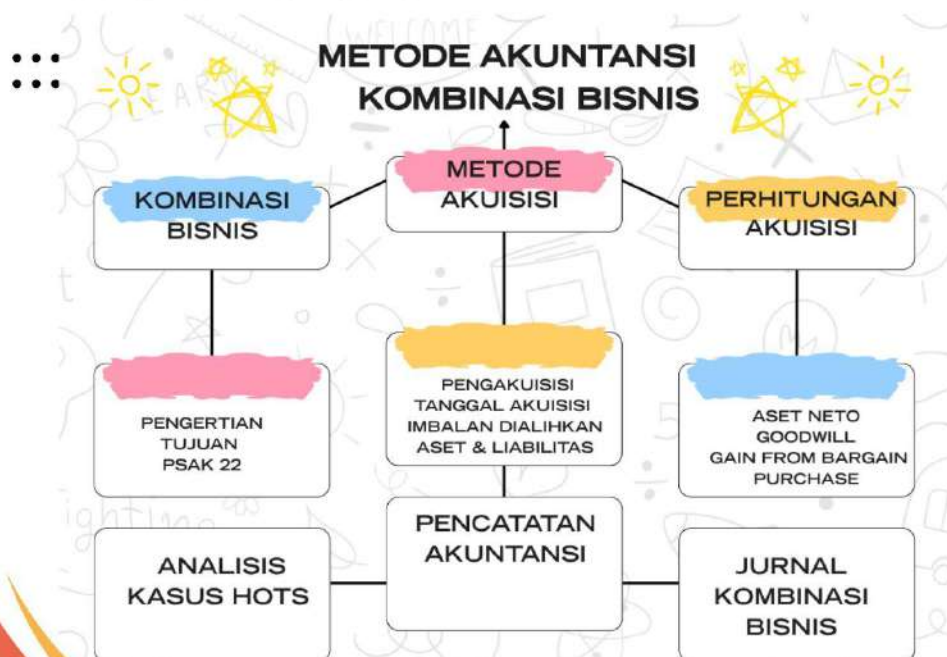 METODE AKUNTANSI
KOMBINASI BISNIS
KOMBINASI
BISNIS
METODE
AKUISISI
PERHITUNGAN
AKUISISI
PENGERTIAN
TUJUAN
PSAK 22
PENGAKUISISI
TANGGAL AKUISISI
IMBALAN DIALIHKAN
ASET & LIABILITAS
ASET NETO
GOODWILL
GAIN FROM BARGAIN
PURCHASE
ANALISIS
KASUS HOTS
PENCATATAN
AKUNTANSI
JURNAL
KOMBINASI
BISNIS